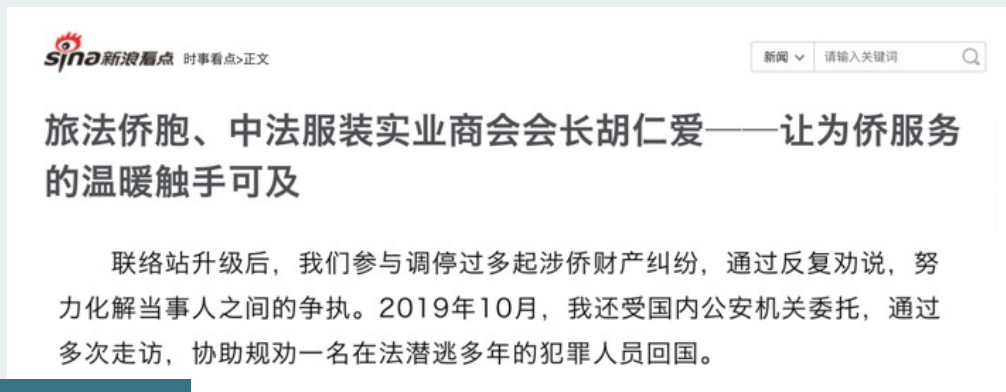 sina新浪看点 时事看点>正文
新闻 请输入关键词
旅法侨胞、中法服装实业商会会长胡仁爱——让为侨服务
的温暖触手可及
联络站升级后，我们参与调停过多起涉侨财产纠纷，通过反复劝说，努
力化解当事人之间的争执。2019年10月，我还受国内公安机关委托，通过
多次走访，协助规劝一名在法潜逃多年的犯罪人员回国。